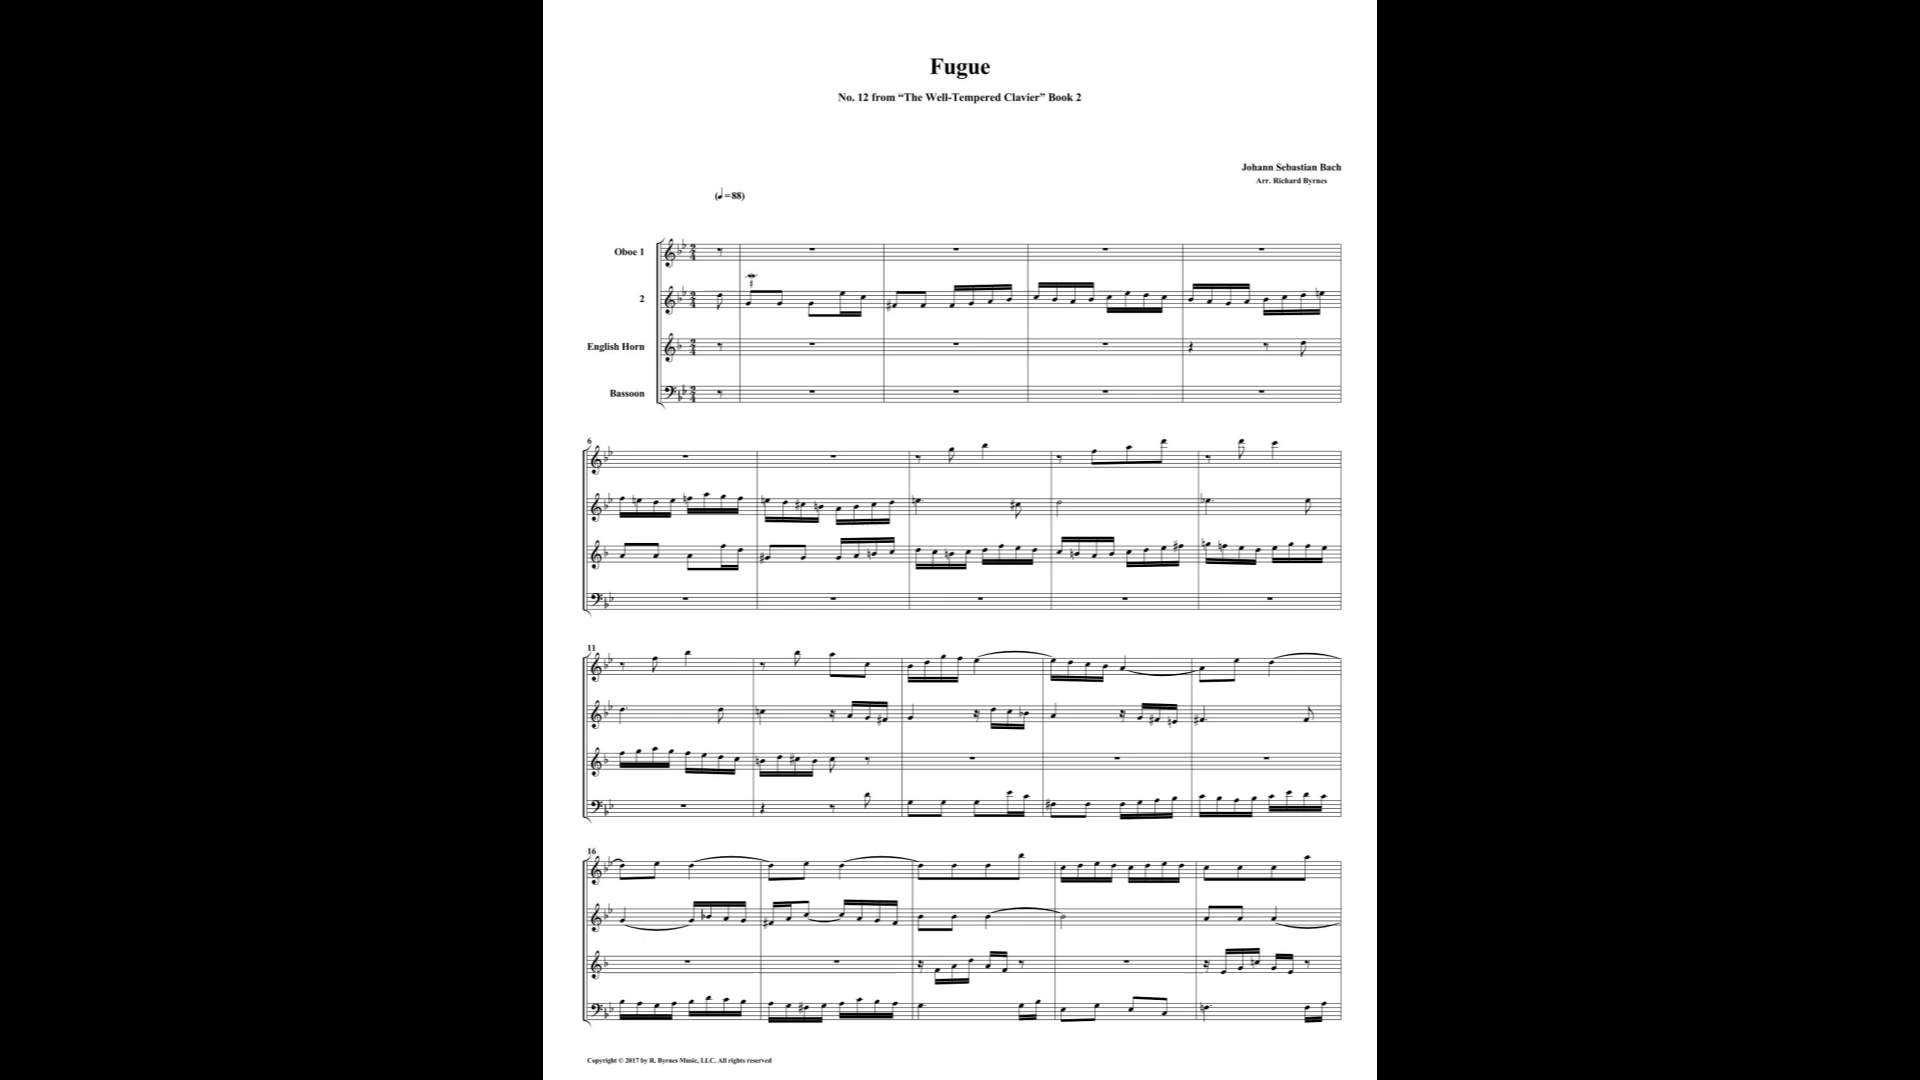 Fugue
No. 12 from “The Well-Tempered Clavier” Book 2
Johann Sebastian Bach
Arr. Richard Byrnes
(♩=88)
Oboe 1
2
English Horn
Bassoon
6
11
16
Copyright © 2017 by R. Byrnes Music, LLC. All rights reserved